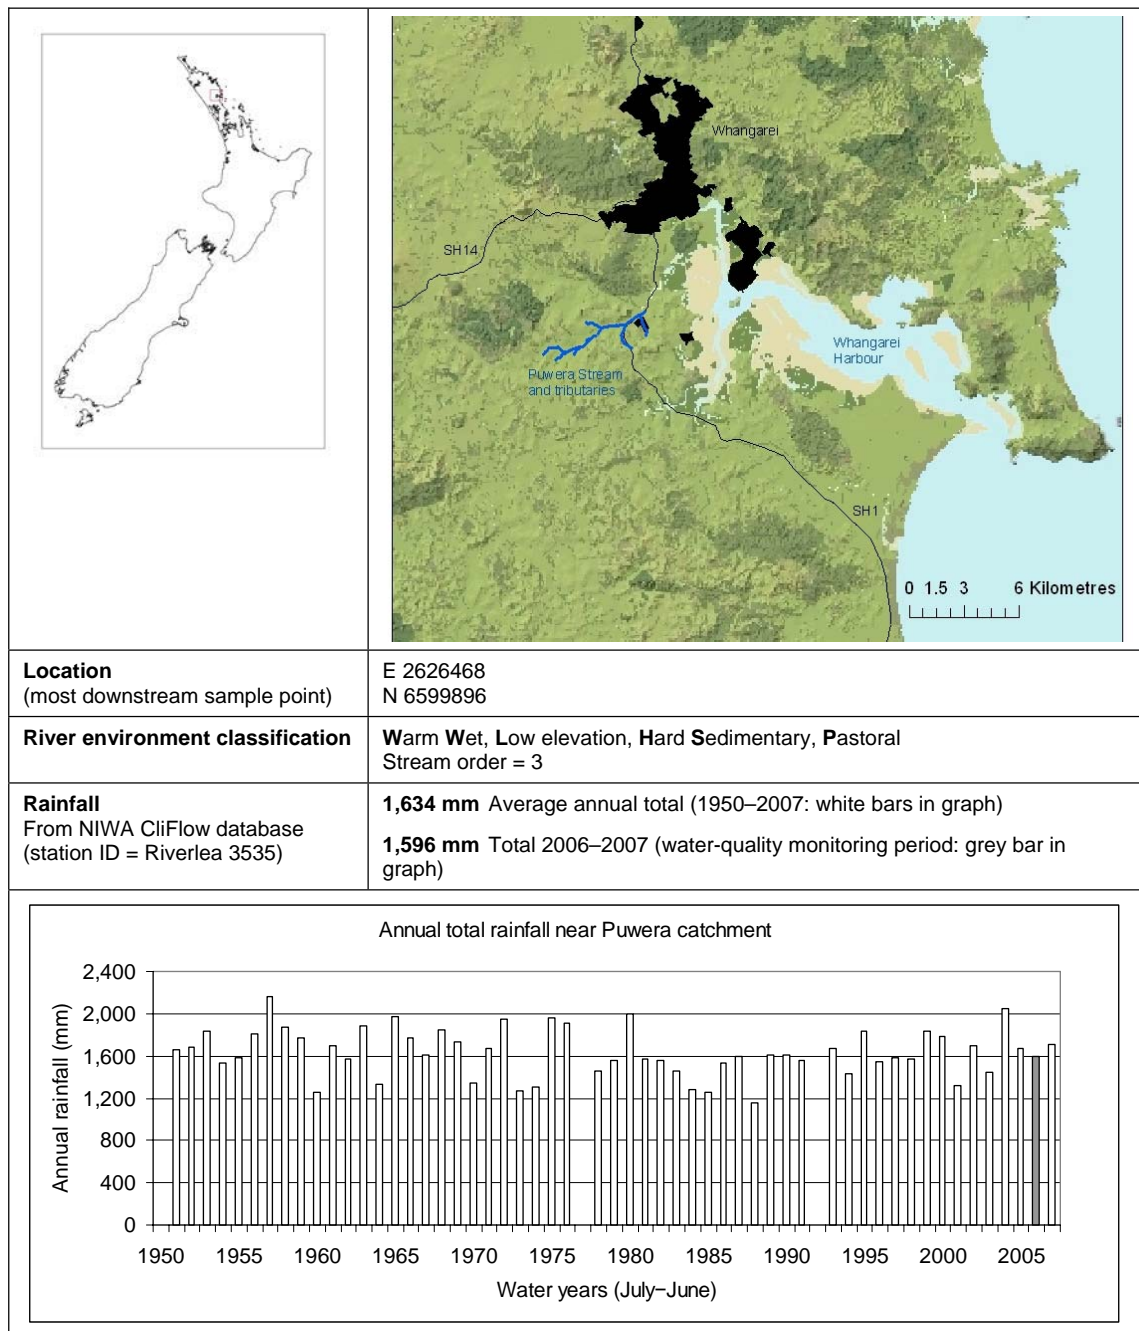 Whangarei
SH14
Whangarei
Harbour
Puwera Stream
and tributaries
SH1
0 1.5 3 6 Kilometres
Location
(most downstream sample point)
E 2626468
N 6599896
River environment classification
Warm Wet, Low elevation, Hard Sedimentary, Pastoral
Stream order = 3
Rainfall
From NIWA CliFlow database
(station ID = Riverlea 3535)
1,634 mm Average annual total (1950–2007: white bars in graph)
1,596 mm Total 2006–2007 (water-quality monitoring period: grey bar in
graph)
Annual total rainfall near Puwera catchment
Annual rainfall (mm)
2,400
2,000
1,600
1,200
800
400
0
1950 1955 1960 1965 1970 1975 1980 1985 1990 1995 2000 2005
Water years (July–June)